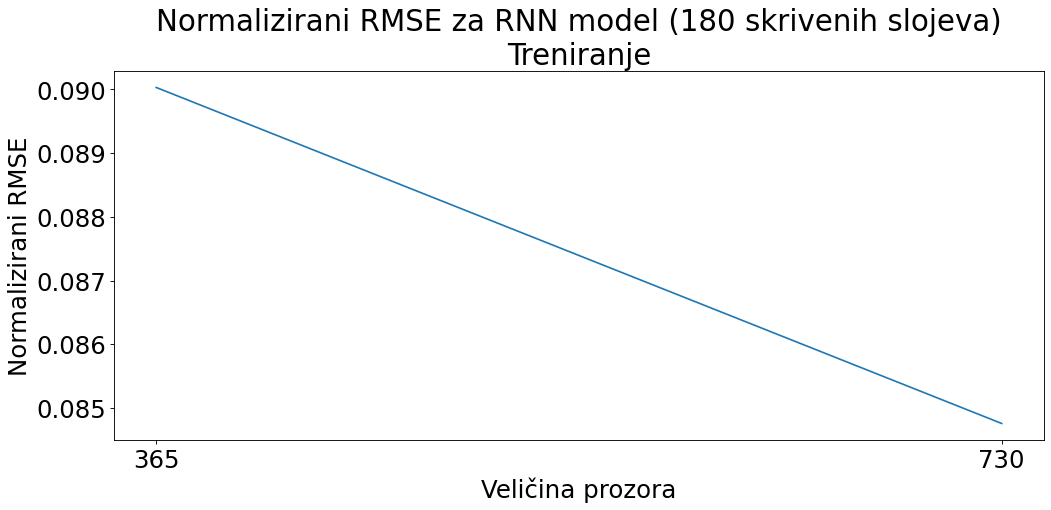 Normalizirani RMSE za RNN model (180 skrivenih slojeva)
Treniranje
Normalizirani RMSE
0.090
0.089
0.088
0.087
0.086
0.085
365
730
Veličina prozora